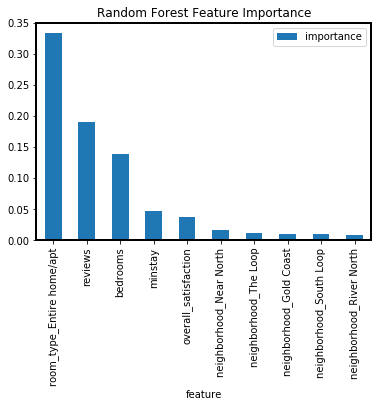 Random Forest Feature Importance
importance
0.35
0.30
0.25
0.20
0.15
0.10
0.05
0.00
room_type_Entire home/apt
reviews
bedrooms
minstay
overall_satisfaction
neighborhood_Near North
neighborhood_The Loop
neighborhood_Gold Coast
neighborhood_South Loop
neighborhood_River North
feature